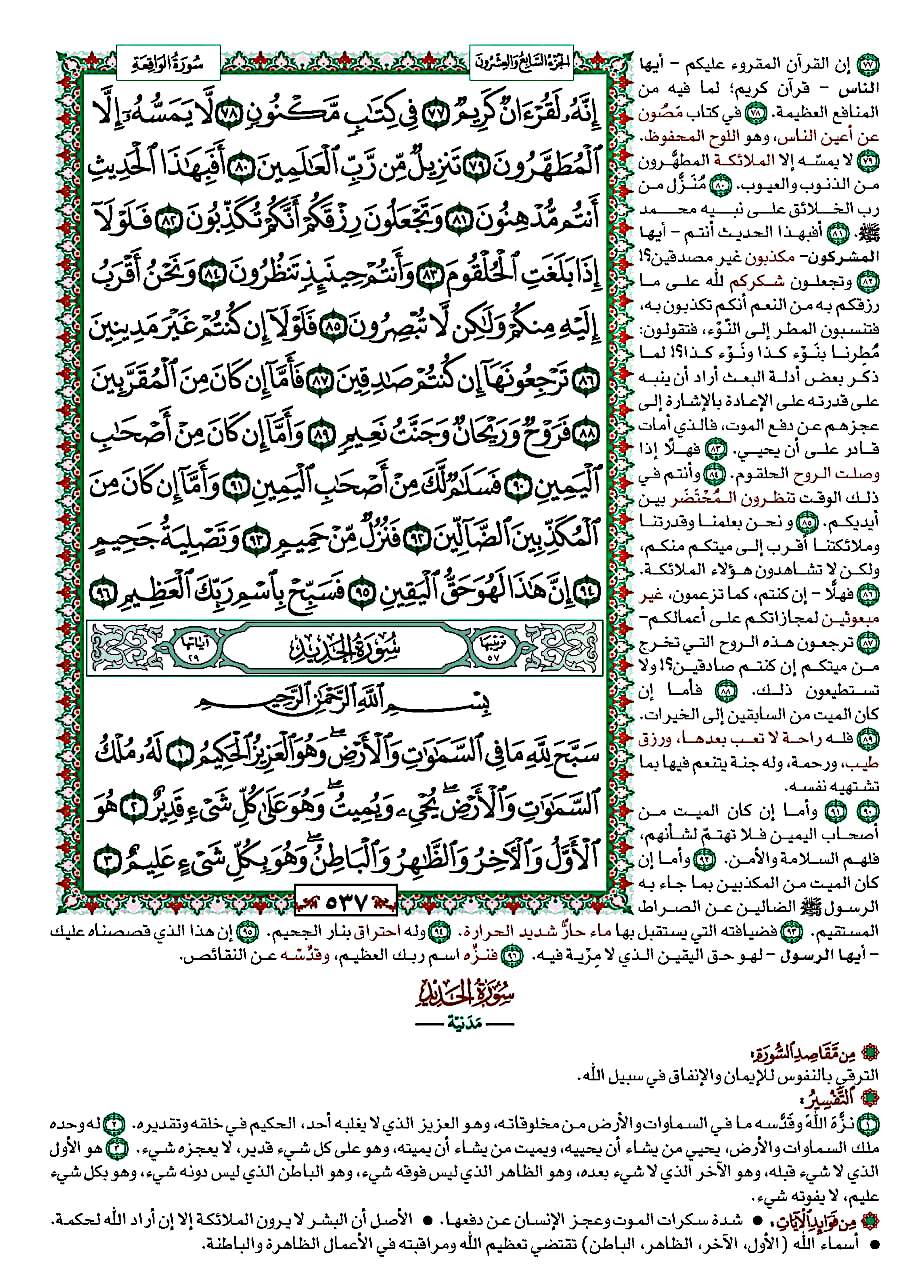 سُورَةُ الوَاقِعَةِ
الجُزْءُ السَّابِعُ وَالعِشْرُونَ
إِنَّهُۥ لَقُرْءَانٌ كَرِيمٌ ٧٧ فِي كِتَٰبٍ مَّكْنُونٍ ٧٨ لَّا يَمَسُّهُۥٓ إِلَّا
ٱلْمُطَهَّرُونَ ٧٩ تَنزِيلٌ مِّن رَّبِّ ٱلْعَٰلَمِينَ ٨٠ أَفَبِهَٰذَا ٱلْحَدِيثِ
أَنتُم مُّدْهِنُونَ ٨١ وَتَجْعَلُونَ رِزْقَكُمْ أَنَّكُمْ تُكَذِّبُونَ ٨٢ فَلَوْلَآ
إِذَا بَلَغَتِ ٱلْحُلْقُومَ ٨٣ وَأَنتُمْ حِينَئِذٍ تَنظُرُونَ ٨٤ وَنَحْنُ أَقْرَبُ
إِلَيْهِ مِنكُمْ وَلَٰكِن لَّا تُبْصِرُونَ ٨٥ فَلَوْلَآ إِن كُنتُمْ غَيْرَ مَدِينِينَ
٨٦ تَرْجِعُونَهَآ إِن كُنتُمْ صَٰدِقِينَ ٨٧ فَأَمَّآ إِن كَانَ مِنَ ٱلْمُقَرَّبِينَ
٨٨ فَرَوْحٌ وَرَيْحَانٌ وَجَنَّتُ نَعِيمٍ ٨٩ وَأَمَّآ إِن كَانَ مِنْ أَصْحَٰبِ
ٱلْيَمِينِ ٩٠ فَسَلَٰمٌ لَّكَ مِنْ أَصْحَٰبِ ٱلْيَمِينِ ٩١ وَأَمَّآ إِن كَانَ مِنَ
ٱلْمُكَذِّبِينَ ٱلضَّآلِّينَ ٩٢ فَنُزُلٌ مِّنْ حَمِيمٍ ٩٣ وَتَصْلِيَةُ جَحِيمٍ
٩٤ إِنَّ هَٰذَا لَهُوَ حَقُّ ٱلْيَقِينِ ٩٥ فَسَبِّحْ بِٱسْمِ رَبِّكَ ٱلْعَظِيمِ ٩٦
ترتيبها ٥٧ سُورَةُ الحَدِيدِ آياتها ٢٩
بِسْمِ ٱللَّهِ ٱلرَّحْمَٰنِ ٱلرَّحِيمِ
سَبَّحَ لِلَّهِ مَا فِي ٱلسَّمَٰوَٰتِ وَٱلْأَرْضِۖ وَهُوَ ٱلْعَزِيزُ ٱلْحَكِيمُ ١ لَهُۥ مُلْكُ
ٱلسَّمَٰوَٰتِ وَٱلْأَرْضِۖ يُحْيِۦ وَيُمِيتُۖ وَهُوَ عَلَىٰ كُلِّ شَيْءٍ قَدِيرٌ ٢ هُوَ
ٱلْأَوَّلُ وَٱلْءَاخِرُ وَٱلظَّٰهِرُ وَٱلْبَاطِنُۖ وَهُوَ بِكُلِّ شَيْءٍ عَلِيمٌ ٣
٥٣٧
٧٧ إن القرآن المقروء عليكم – أيها
الناس – قرآن كريم؛ لما فيه من
المنافع العظيمة. ٧٨ في كتاب مَصُون
عن أعين الناس، وهو اللوح المحفوظ.
٧٩ لا يمسّه إلا الملائكة المطهَّرون
من الذنوب والعيوب. ٨٠ مُنَزَّل من
رب الخلائق على نبيه محمد
ﷺ. ٨١ أفبهذا الحديث أنتم – أيها
المشركون– مكذبون غير مصدقين؟!
٨٢ وتجعلون شكركم لله على ما
رزقكم به من النعم أنكم تكذبون به،
فتنسبون المطر إلى النَّوْء، فتقولون:
مُطِرنا بنَوْء كذا ونَوْء كذا؟! لما
ذكَر بعض أدلة البعث أراد أن ينبه
على قدرته على الإعادة بالإشارة إلى
عجزهم عن دفع الموت، فالذي أمات
قادر على أن يحيي. ٨٣ فهلَّا إذا
وصلت الروح الحلقوم. ٨٤ وأنتم في
ذلك الوقت تنظرون المُحْتَضَر بين
أيديكم. ٨٥ ونحن بعلمنا وقدرتنا
وملائكتنا أقرب إلى ميتكم منكم،
ولكن لا تشاهدون هؤلاء الملائكة.
٨٦ فهلَّا – إن كنتم، كما تزعمون، غير
مبعوثين لمجازاتكم على أعمالكم–
٨٧ ترجعون هذه الروح التي تخرج
من ميتكم إن كنتم صادقين؟! ولا
تستطيعون ذلك. ٨٨ فأما إن
كان الميت من السابقين إلى الخيرات.
٨٩ فله راحة لا تعب بعدها، ورزق
طيب، ورحمة، وله جنة يتنعم فيها بما
تشتهيه نفسه.
٩٠ ٩١ وأما إن كان الميت من
أصحاب اليمين فلا تهتمّ لشأنهم،
فلهم السلامة والأمن. ٩٢ وأما إن
كان الميت من المكذبين بما جاء به
الرسول ﷺ الضالين عن الصراط
المستقيم. ٩٣ فضيافته التي يستقبل بها ماء حارٌّ شديد الحرارة. ٩٤ وله احتراق بنار الجحيم. ٩٥ إن هذا الذي قصصناه عليك
– أيها الرسول – لهو حق اليقين الذي لا مِرْية فيه. ٩٦ فنزِّه اسم ربك العظيم، وقدِّسْه عن النقائص.
سُورَةُ الحَدِيدِ
— مَدَنيَّة —
مِن مَّقَاصِدِ السُّورَةِ:
الترقي بالنفوس للإيمان والإنفاق في سبيل الله.
التَّفْسِيرُ:
١ نزَّه اللهَ وقَدَّسه ما في السماوات والأرض من مخلوقاته، وهو العزيز الذي لا يغلبه أحد، الحكيم في خلقه وتقديره. ٢ له وحده
ملك السماوات والأرض، يحيي من يشاء أن يحييه، ويميت من يشاء أن يميته، وهو على كل شيء قدير، لا يعجزه شيء. ٣ هو الأول
الذي لا شيء قبله، وهو الآخر الذي لا شيء بعده، وهو الظاهر الذي ليس فوقه شيء، وهو الباطن الذي ليس دونه شيء، وهو بكل شيء
عليم، لا يفوته شيء.
مِن فَوَائِدِ الآيَاتِ: • شدة سكرات الموت وعجز الإنسان عن دفعها. • الأصل أن البشر لا يرون الملائكة إلا إن أراد الله لحكمة.
• أسماء الله (الأول، الآخر، الظاهر، الباطن) تقتضي تعظيم الله ومراقبته في الأعمال الظاهرة والباطنة.